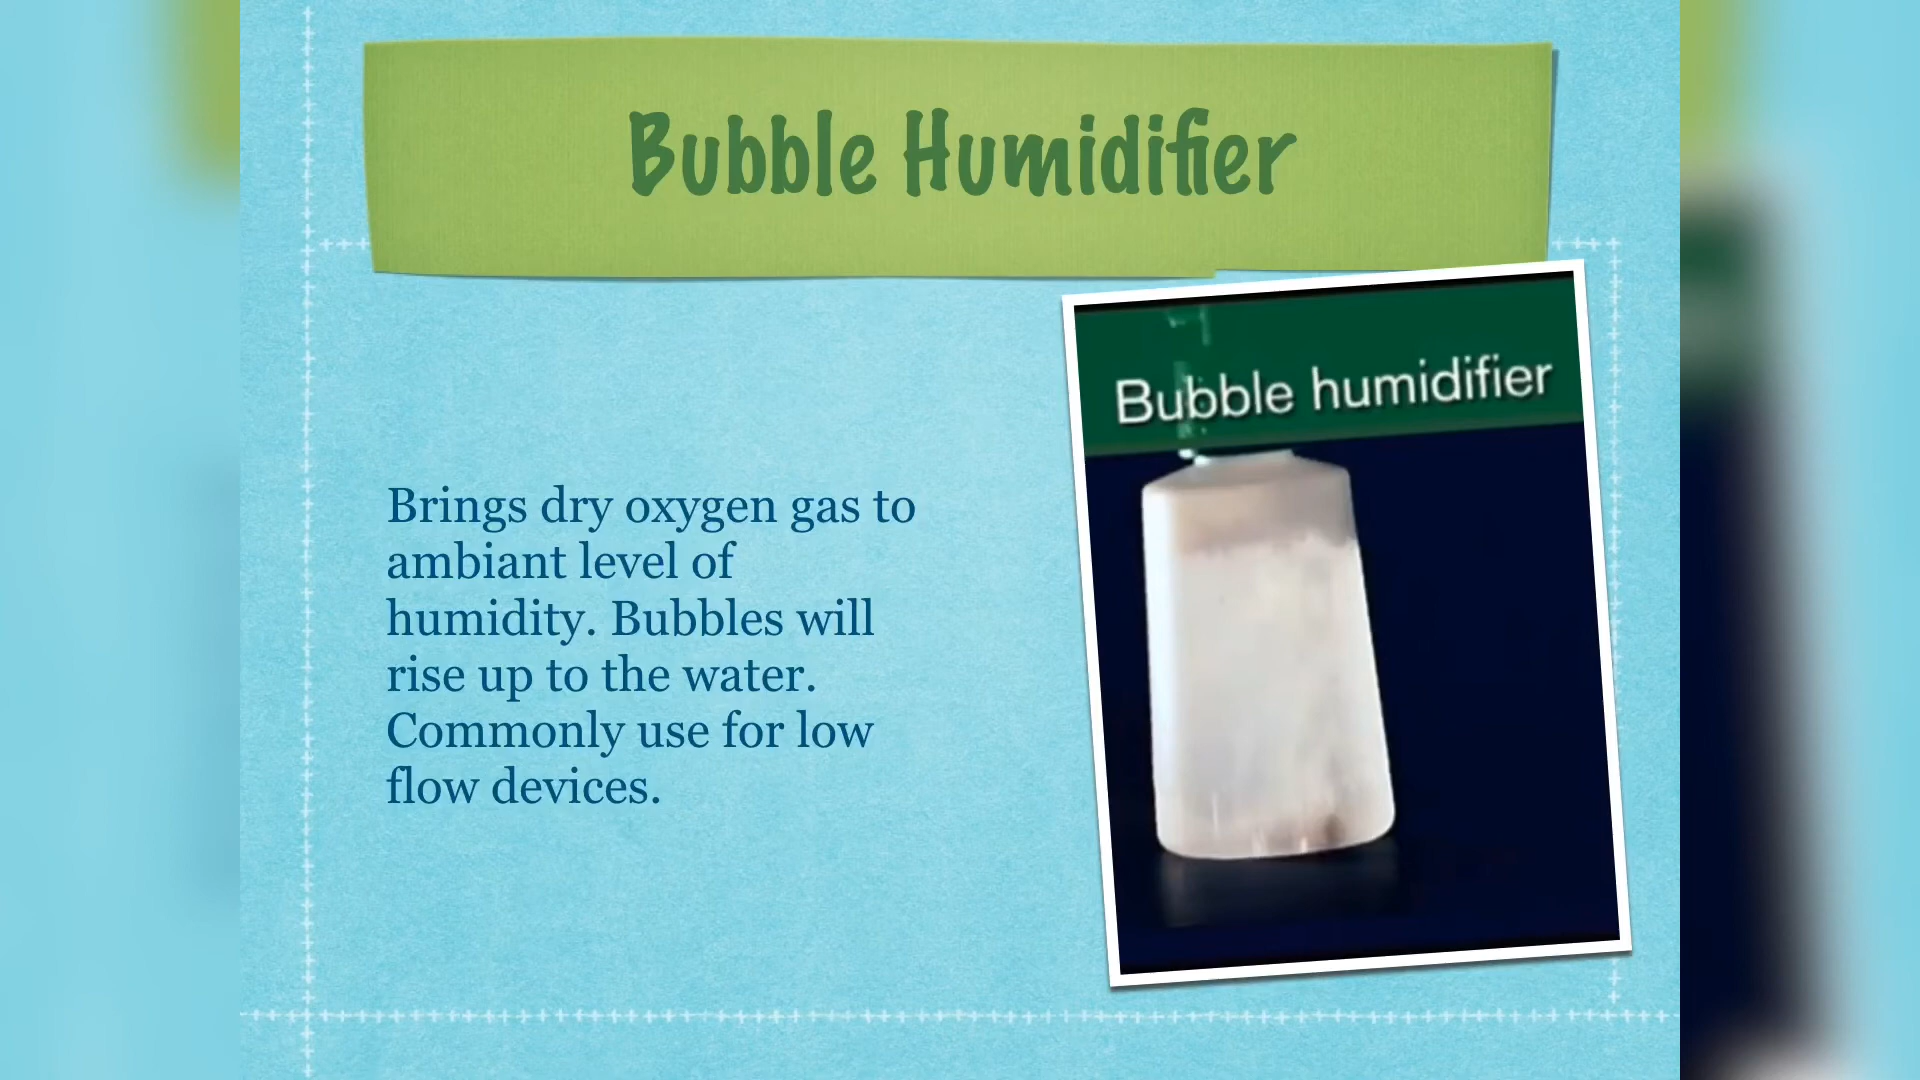 Bubble Humidifier
Bubble humidifier
Brings dry oxygen gas to
ambiant level of
humidity. Bubbles will
rise up to the water.
Commonly use for low
flow devices.